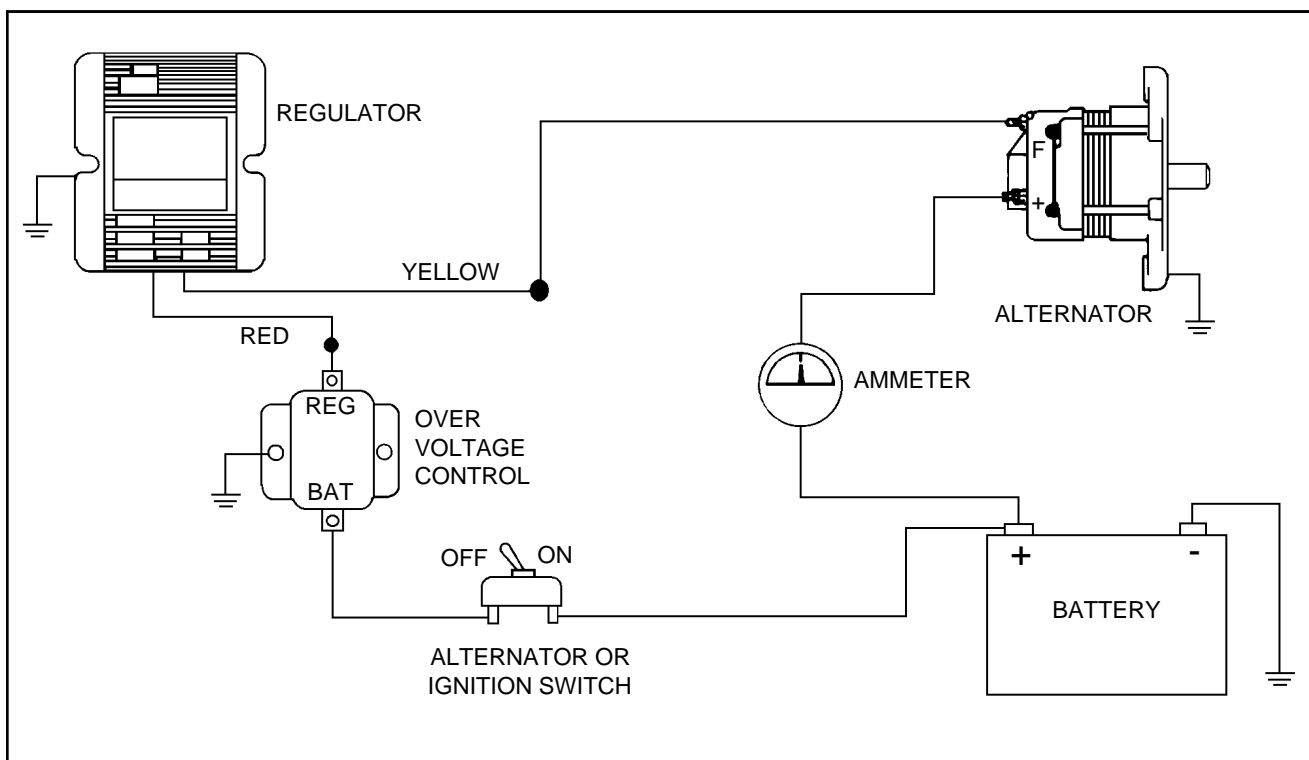 REGULATOR
F
+
YELLOW
ALTERNATOR
RED
AMMETER
REG
OVER
VOLTAGE
CONTROL
BAT
OFF
ON
+
-
BATTERY
ALTERNATOR OR
IGNITION SWITCH